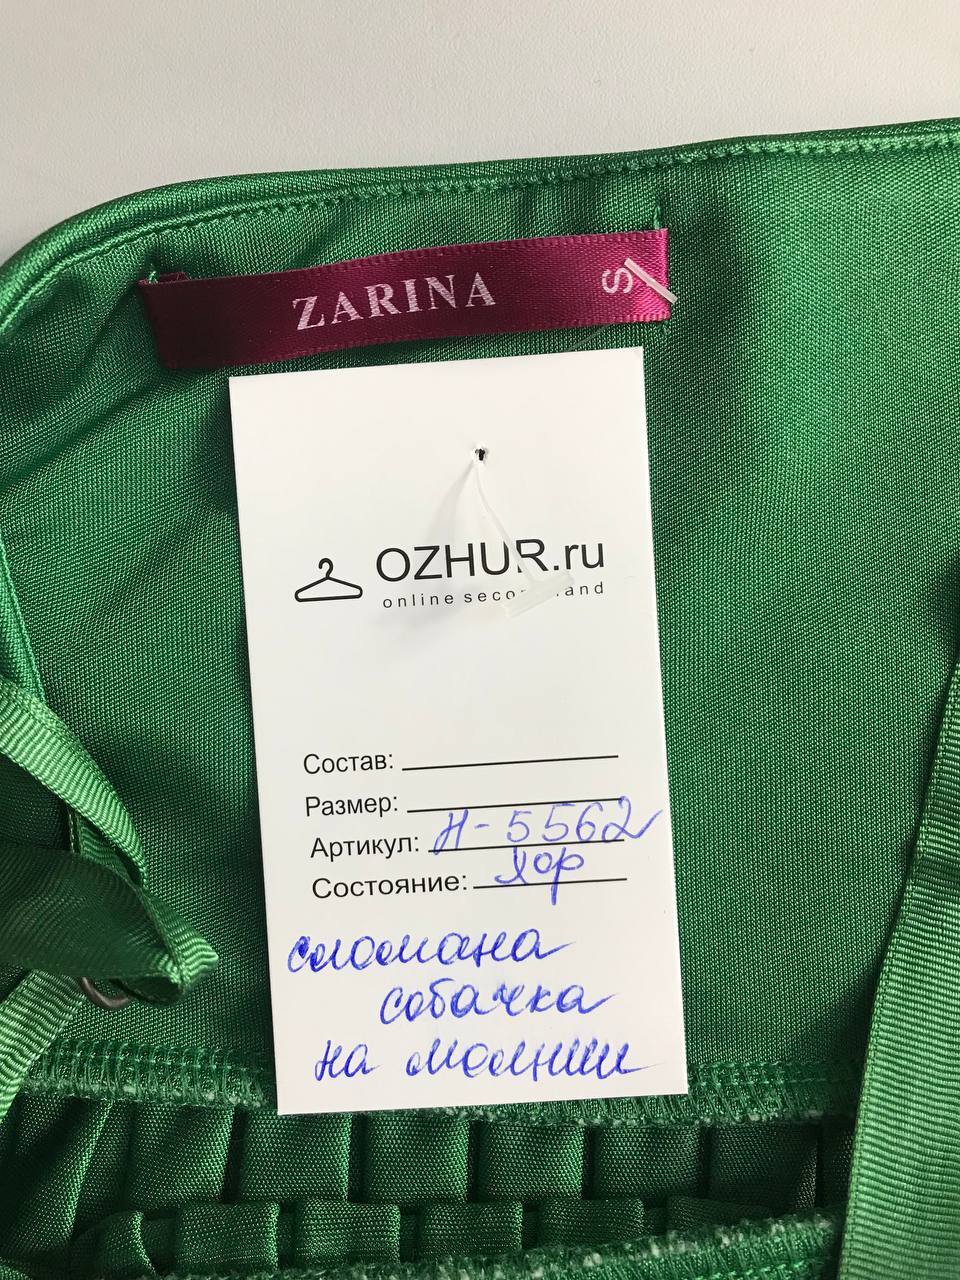 ZARINA S
OZHUR.ru
online second hand
Состав:
Размер:
Артикул: Н-5562
Состояние: хор
сломана
собачка
на молнии